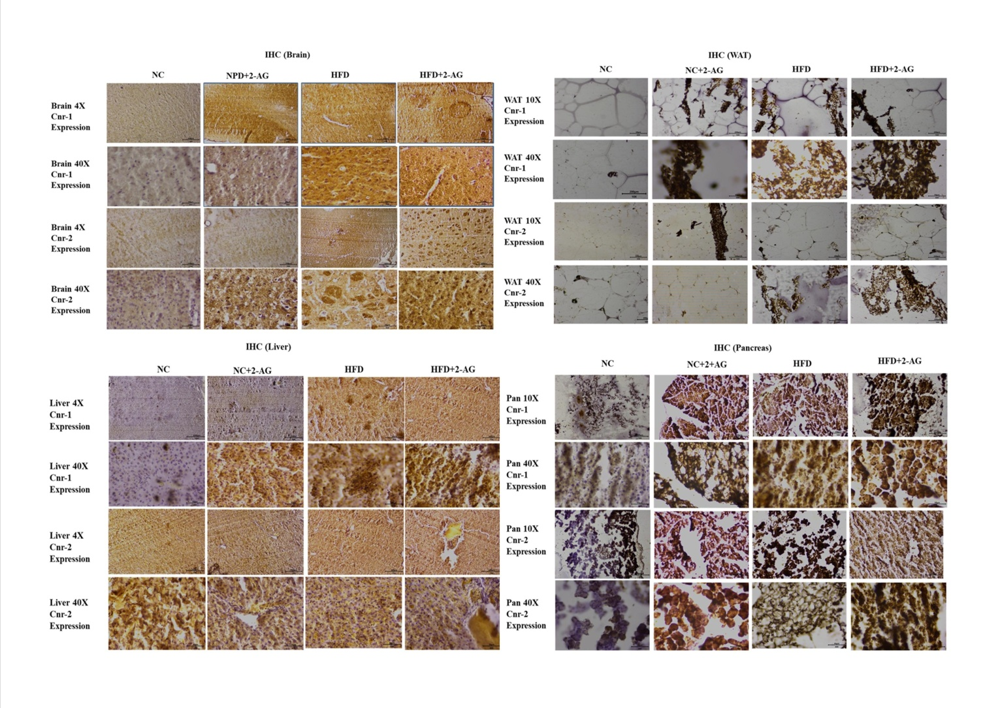 IHC (Brain)
NC NPD+2-AG HFD HFD+2-AG
Brain 4X
Cnr-1
Expression
Brain 40X
Cnr-1
Expression
Brain 4X
Cnr-2
Expression
Brain 40X
Cnr-2
Expression
IHC (WAT)
NC NC+2-AG HFD HFD+2-AG
WAT 10X
Cnr-1
Expression
WAT 40X
Cnr-1
Expression
WAT 10X
Cnr-2
Expression
WAT 40X
Cnr-2
Expression
IHC (Liver)
NC NC+2-AG HFD HFD+2-AG
Liver 4X
Cnr-1
Expression
Liver 40X
Cnr-1
Expression
Liver 4X
Cnr-2
Expression
Liver 40X
Cnr-2
Expression
IHC (Pancreas)
NC NC+2+AG HFD HFD+2-AG
Pan 10X
Cnr-1
Expression
Pan 40X
Cnr-1
Expression
Pan 10X
Cnr-2
Expression
Pan 40X
Cnr-2
Expression